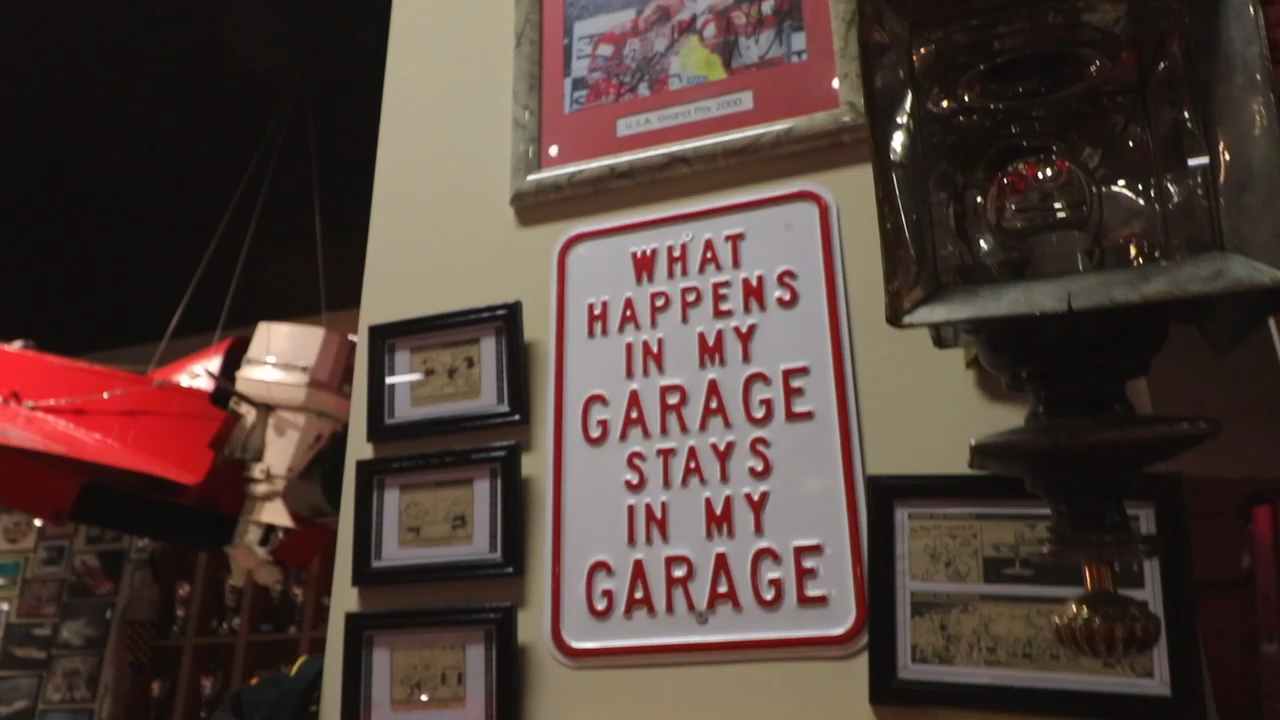 U.S.A. Grand Prix 2000
WHAT
HAPPENS
IN MY
GARAGE
STAYS
IN MY
GARAGE